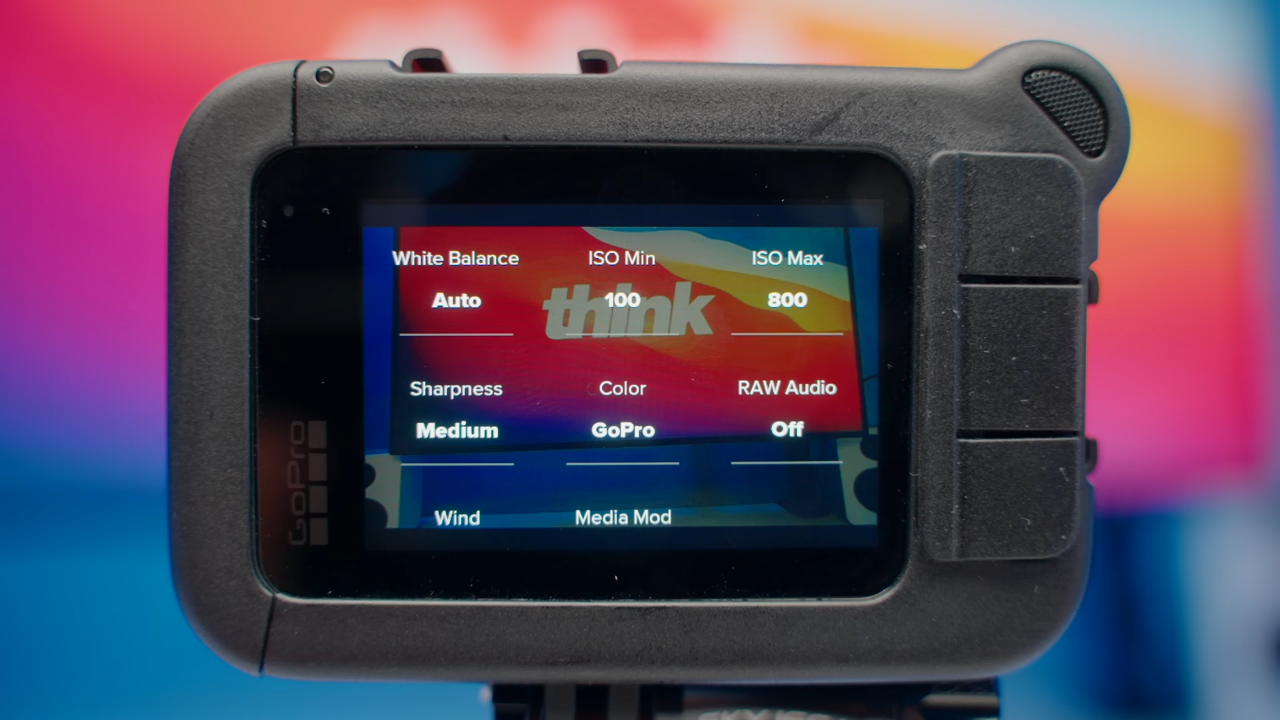 White Balance ISO Min ISO Max
Auto 100 800
think
Sharpness Color RAW Audio
Medium GoPro Off
Wind Media Mod
GoPro